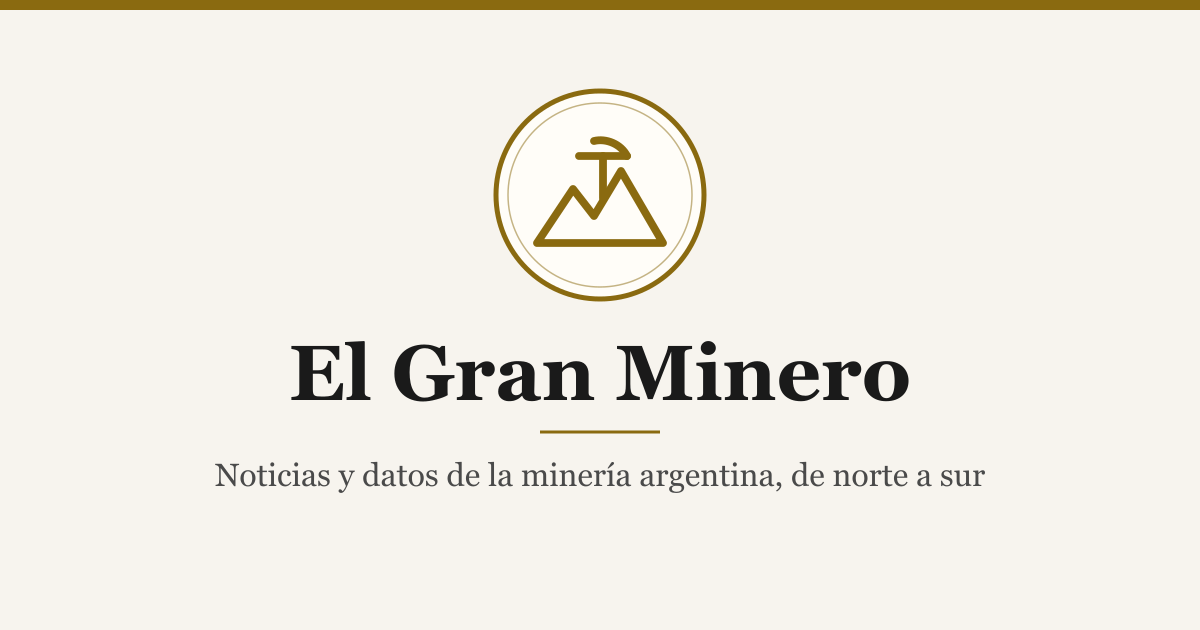 El Gran Minero
Noticias y datos de la minería argentina, de norte a sur